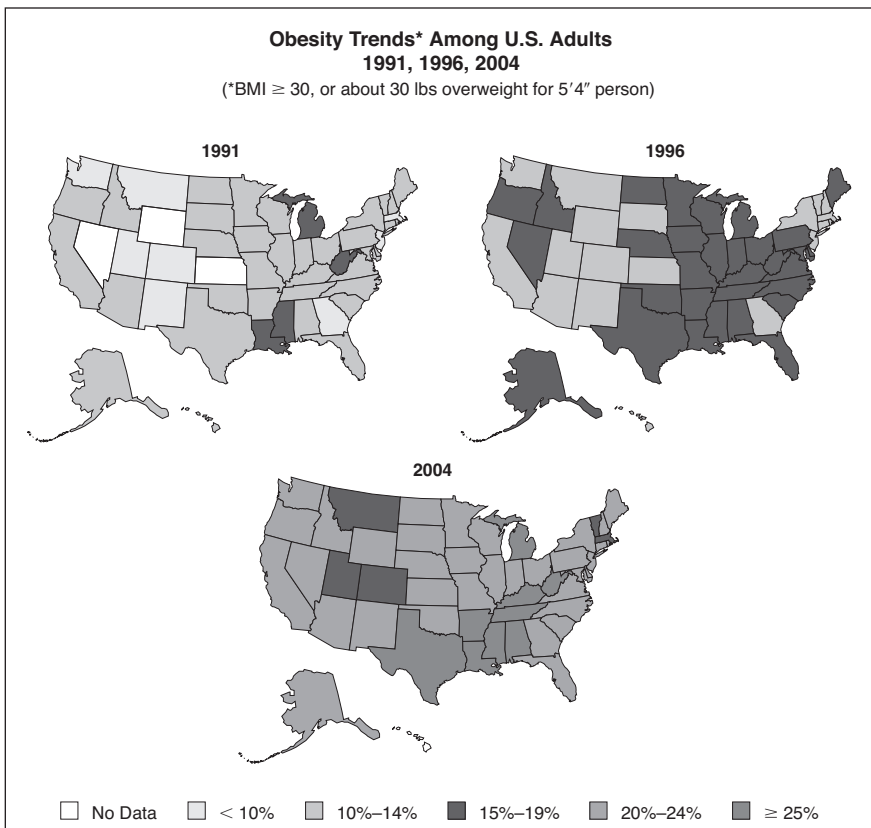 Obesity Trends* Among U.S. Adults
1991, 1996, 2004
(*BMI ≥ 30, or about 30 lbs overweight for 5′4″ person)
1991
1996
2004
No Data
< 10%
10%–14%
15%–19%
20%–24%
≥ 25%